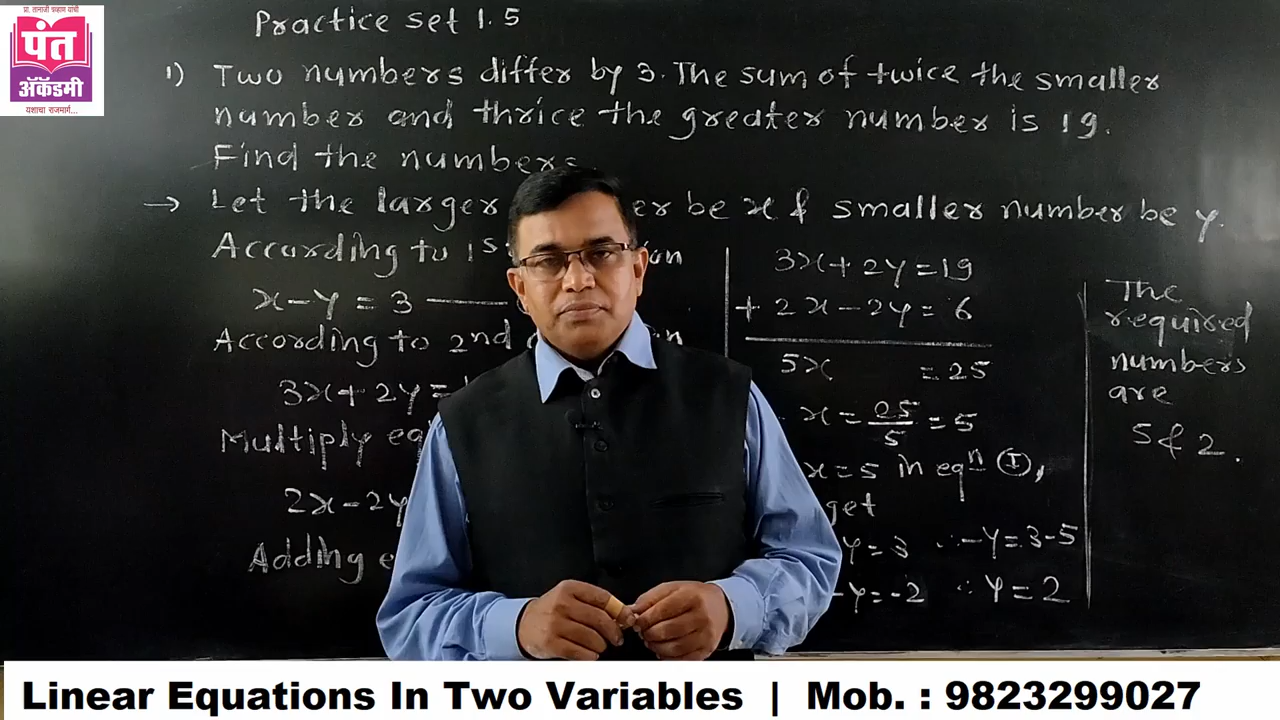 प्रा. तानाजी चव्हाण यांची
पंत
अ‍ॅकॅडमी
यशाचा राजमार्ग...
Practice set 1.5
1) Two numbers differ by 3. The sum of twice the smaller
number and thrice the greater number is 19.
Find the numbers
→ Let the larger er be x & smaller number be y.
According to 1st
x-y = 3
According to 2nd
3x+2y=
Multiply eq
2x-2y
Adding e
3x+2y=19
+ 2x-2y=6
5x =25
x=25/5=5
x=5 in eqn (I),
get
y=3 ∴-y=3-5
-y=-2 ∴y=2
The
required
numbers
are
5 & 2.
Linear Equations In Two Variables | Mob. : 9823299027